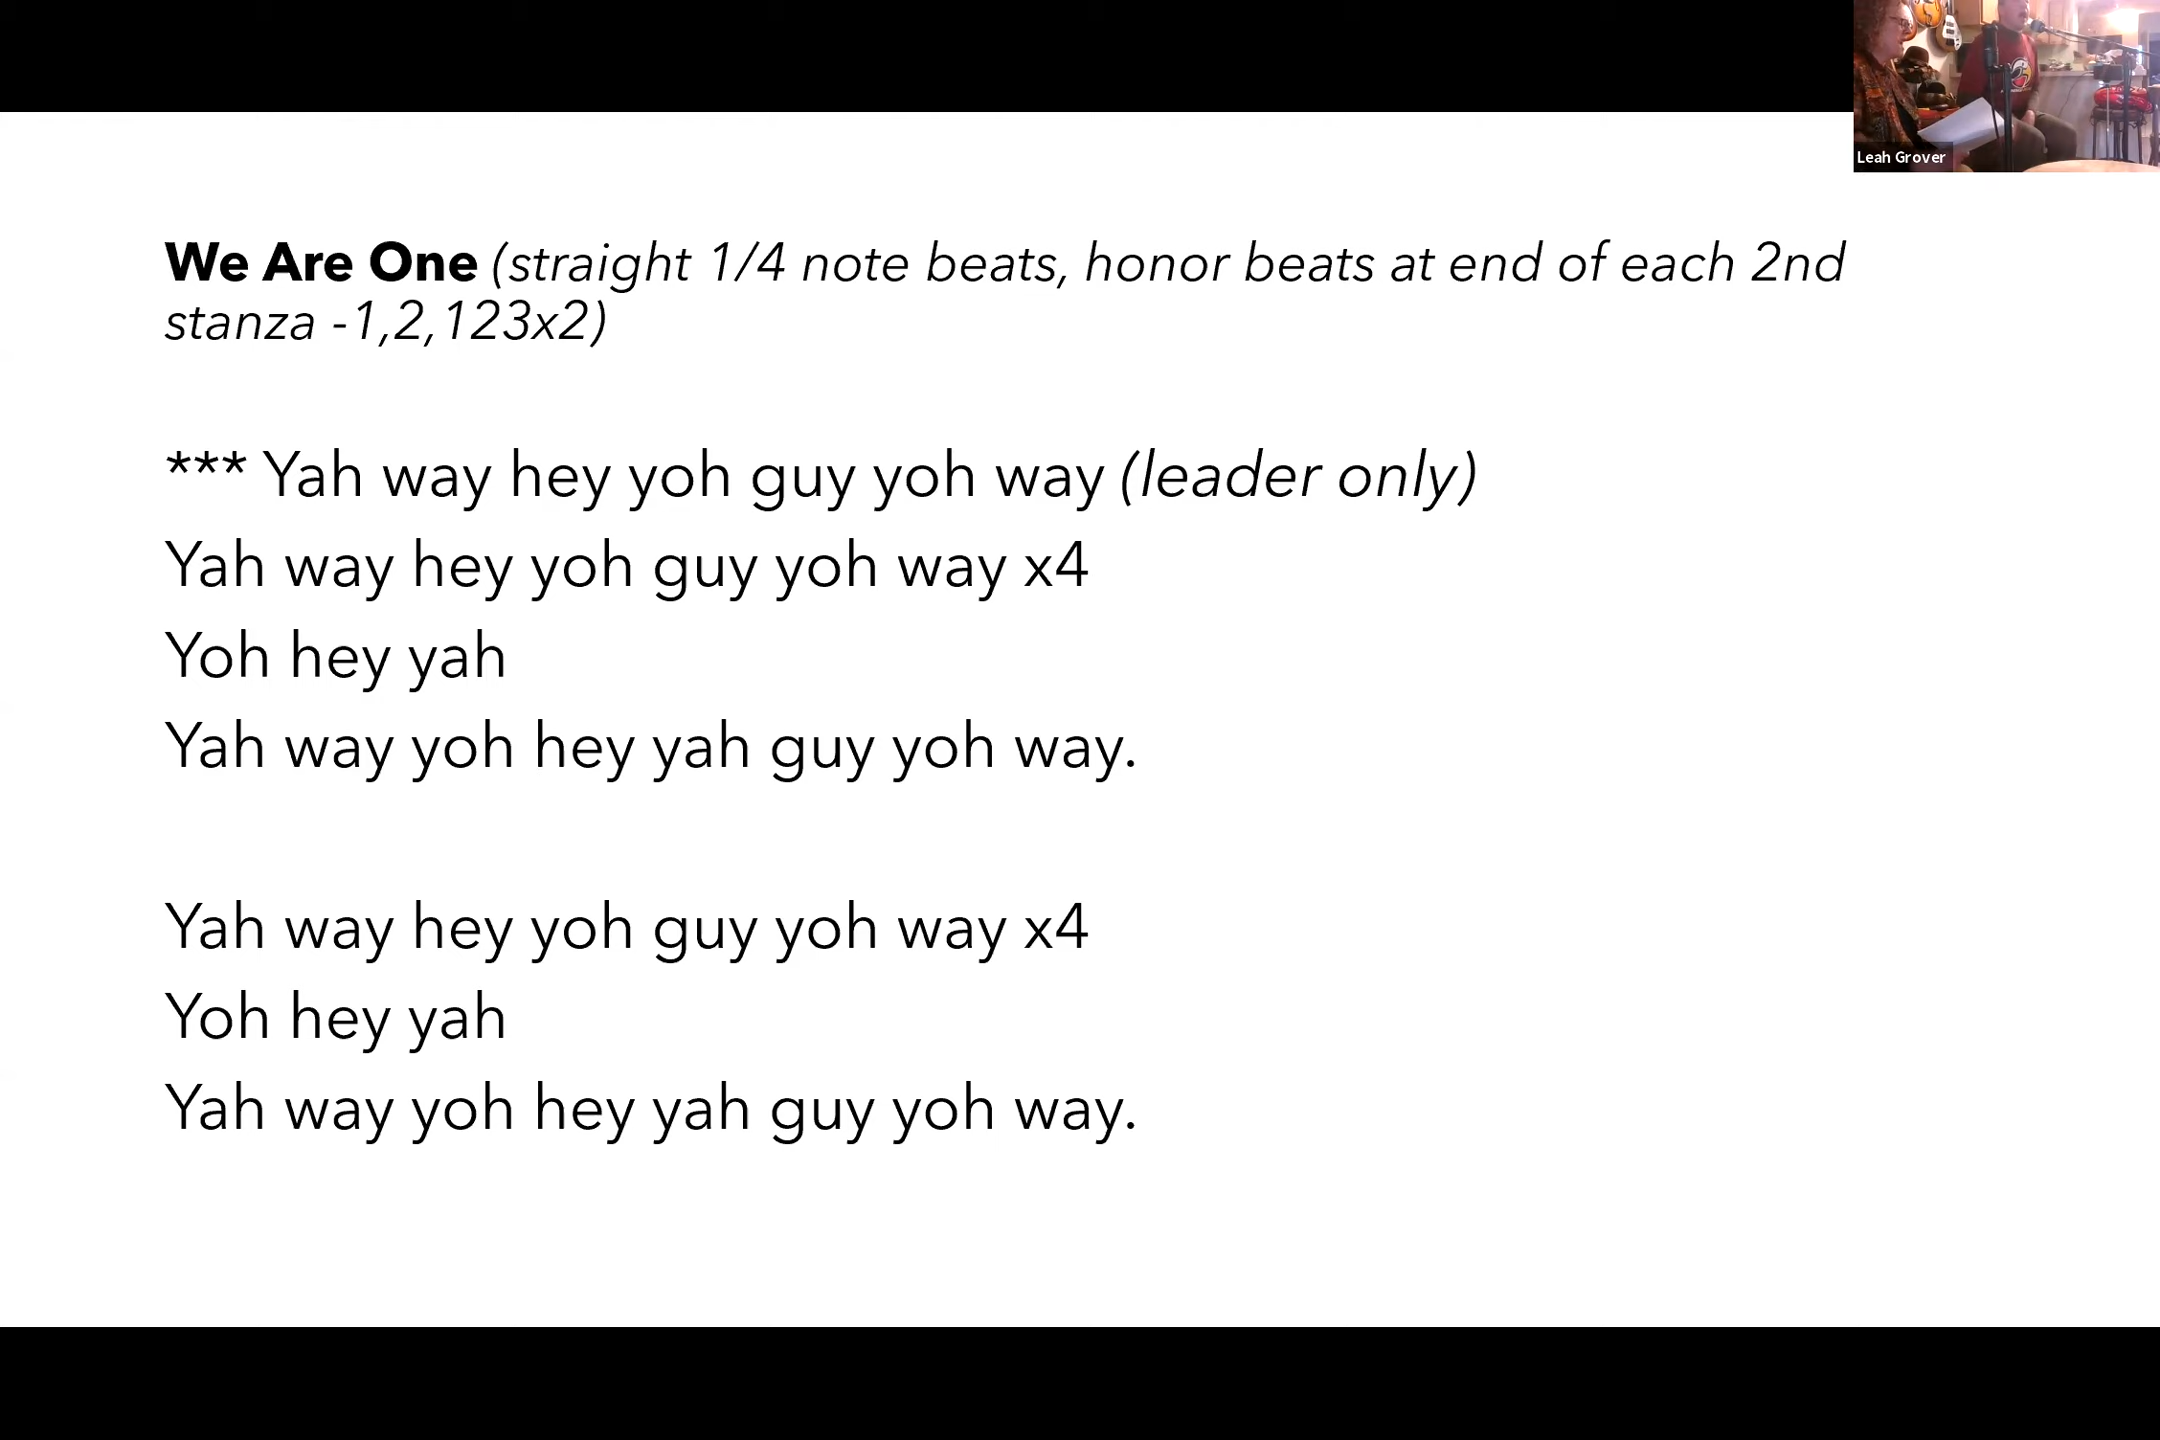 Leah Grover
We Are One (straight 1/4 note beats, honor beats at end of each 2nd
stanza -1,2,123x2)
*** Yah way hey yoh guy yoh way (leader only)
Yah way hey yoh guy yoh way x4
Yoh hey yah
Yah way yoh hey yah guy yoh way.
Yah way hey yoh guy yoh way x4
Yoh hey yah
Yah way yoh hey yah guy yoh way.